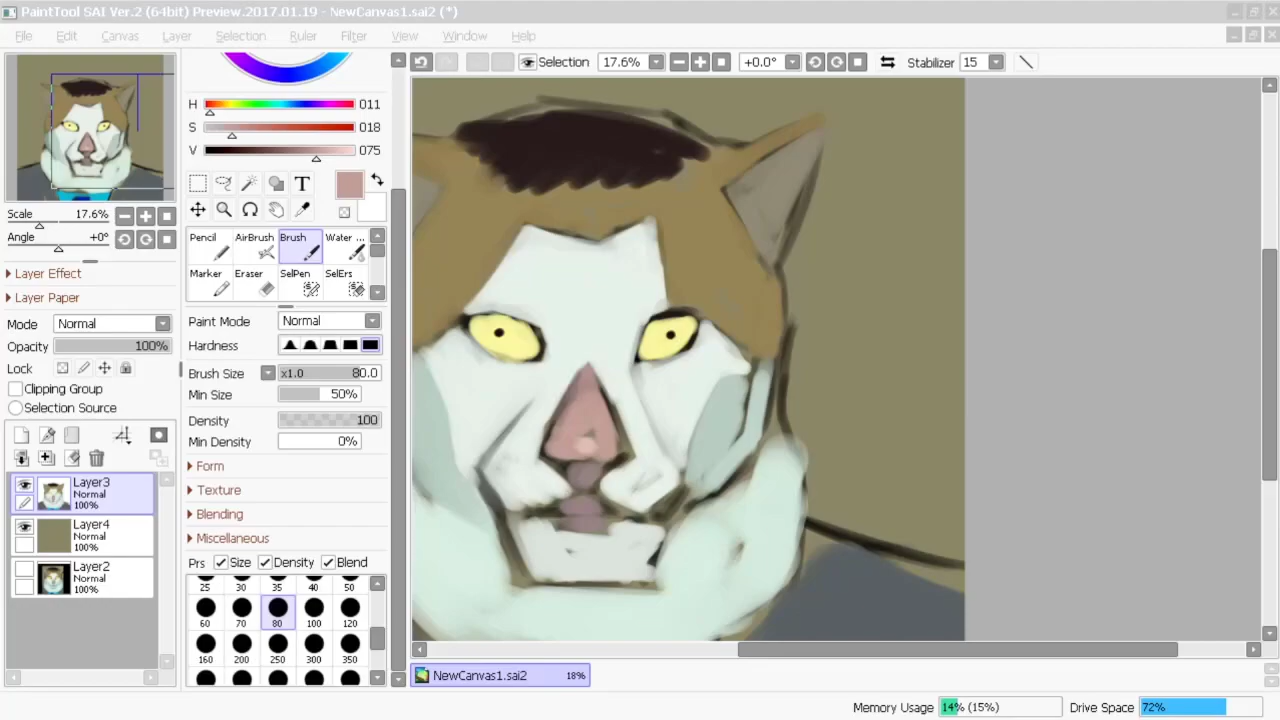 PaintTool SAI Ver.2 (64bit) Preview.2017.01.19 - NewCanvas1.sai2 (*)
File Edit Canvas Layer Selection Ruler Filter View Window Help
Selection 17.6% +0.0° Stabilizer 15
H 011
S 018
V 075
Scale 17.6%
Angle +0°
Layer Effect
Layer Paper
Mode Normal
Opacity 100%
Lock
Clipping Group
Selection Source
Layer3
Normal
100%
Layer4
Normal
100%
Layer2
Normal
100%
T
Pencil AirBrush Brush Water ...
Marker Eraser SelPen SelErs
Paint Mode Normal
Hardness
Brush Size x1.0 80.0
Min Size 50%
Density 100
Min Density 0%
Form
Texture
Blending
Miscellaneous
Prs Size Density Blend
25 30 35 40 50
60 70 80 100 120
160 200 250 300 350
NewCanvas1.sai2 18%
Memory Usage 14% (15%) Drive Space 72%